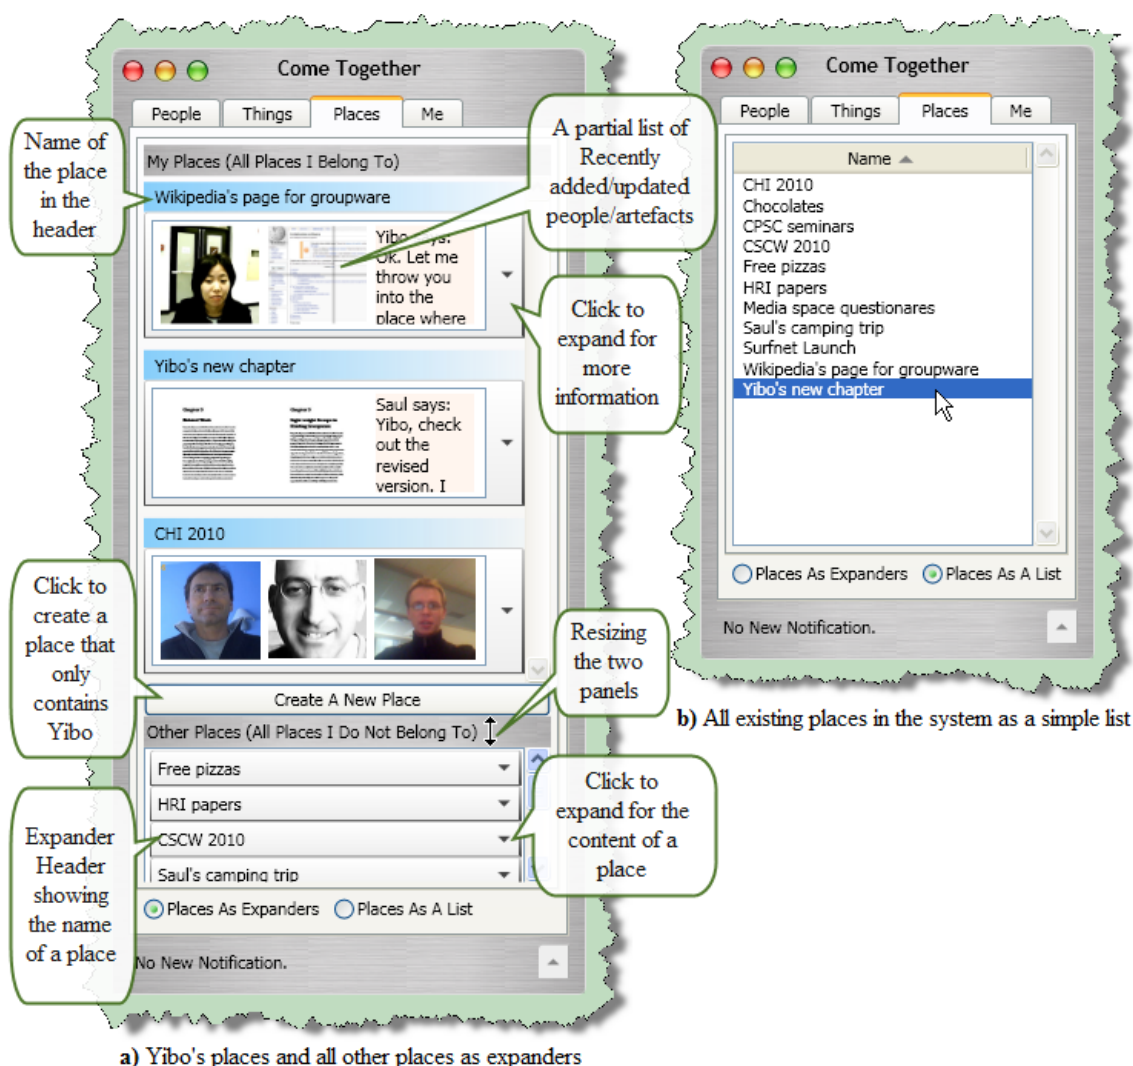 Come Together
People Things Places Me
My Places (All Places I Belong To)
Wikipedia's page for groupware
Yibo says:
Ok. Let me
throw you
into the
place where
Yibo's new chapter
Saul says:
Yibo, check
out the
revised
version. I
CHI 2010
Create A New Place
Other Places (All Places I Do Not Belong To)
Free pizzas
HRI papers
CSCW 2010
Saul's camping trip
Places As Expanders Places As A List
No New Notification.
Name of
the place
in the
header
A partial list of
Recently
added/updated
people/artefacts
Click to
expand for
more
information
Click to
create a
place that
only
contains
Yibo
Resizing
the two
panels
Click to
expand for the
content of a
place
Expander
Header
showing
the name
of a place
a) Yibo's places and all other places as expanders
Come Together
People Things Places Me
Name
CHI 2010
Chocolates
CPSC seminars
CSCW 2010
Free pizzas
HRI papers
Media space questionares
Saul's camping trip
Surfnet Launch
Wikipedia's page for groupware
Yibo's new chapter
Places As Expanders Places As A List
No New Notification.
b) All existing places in the system as a simple list